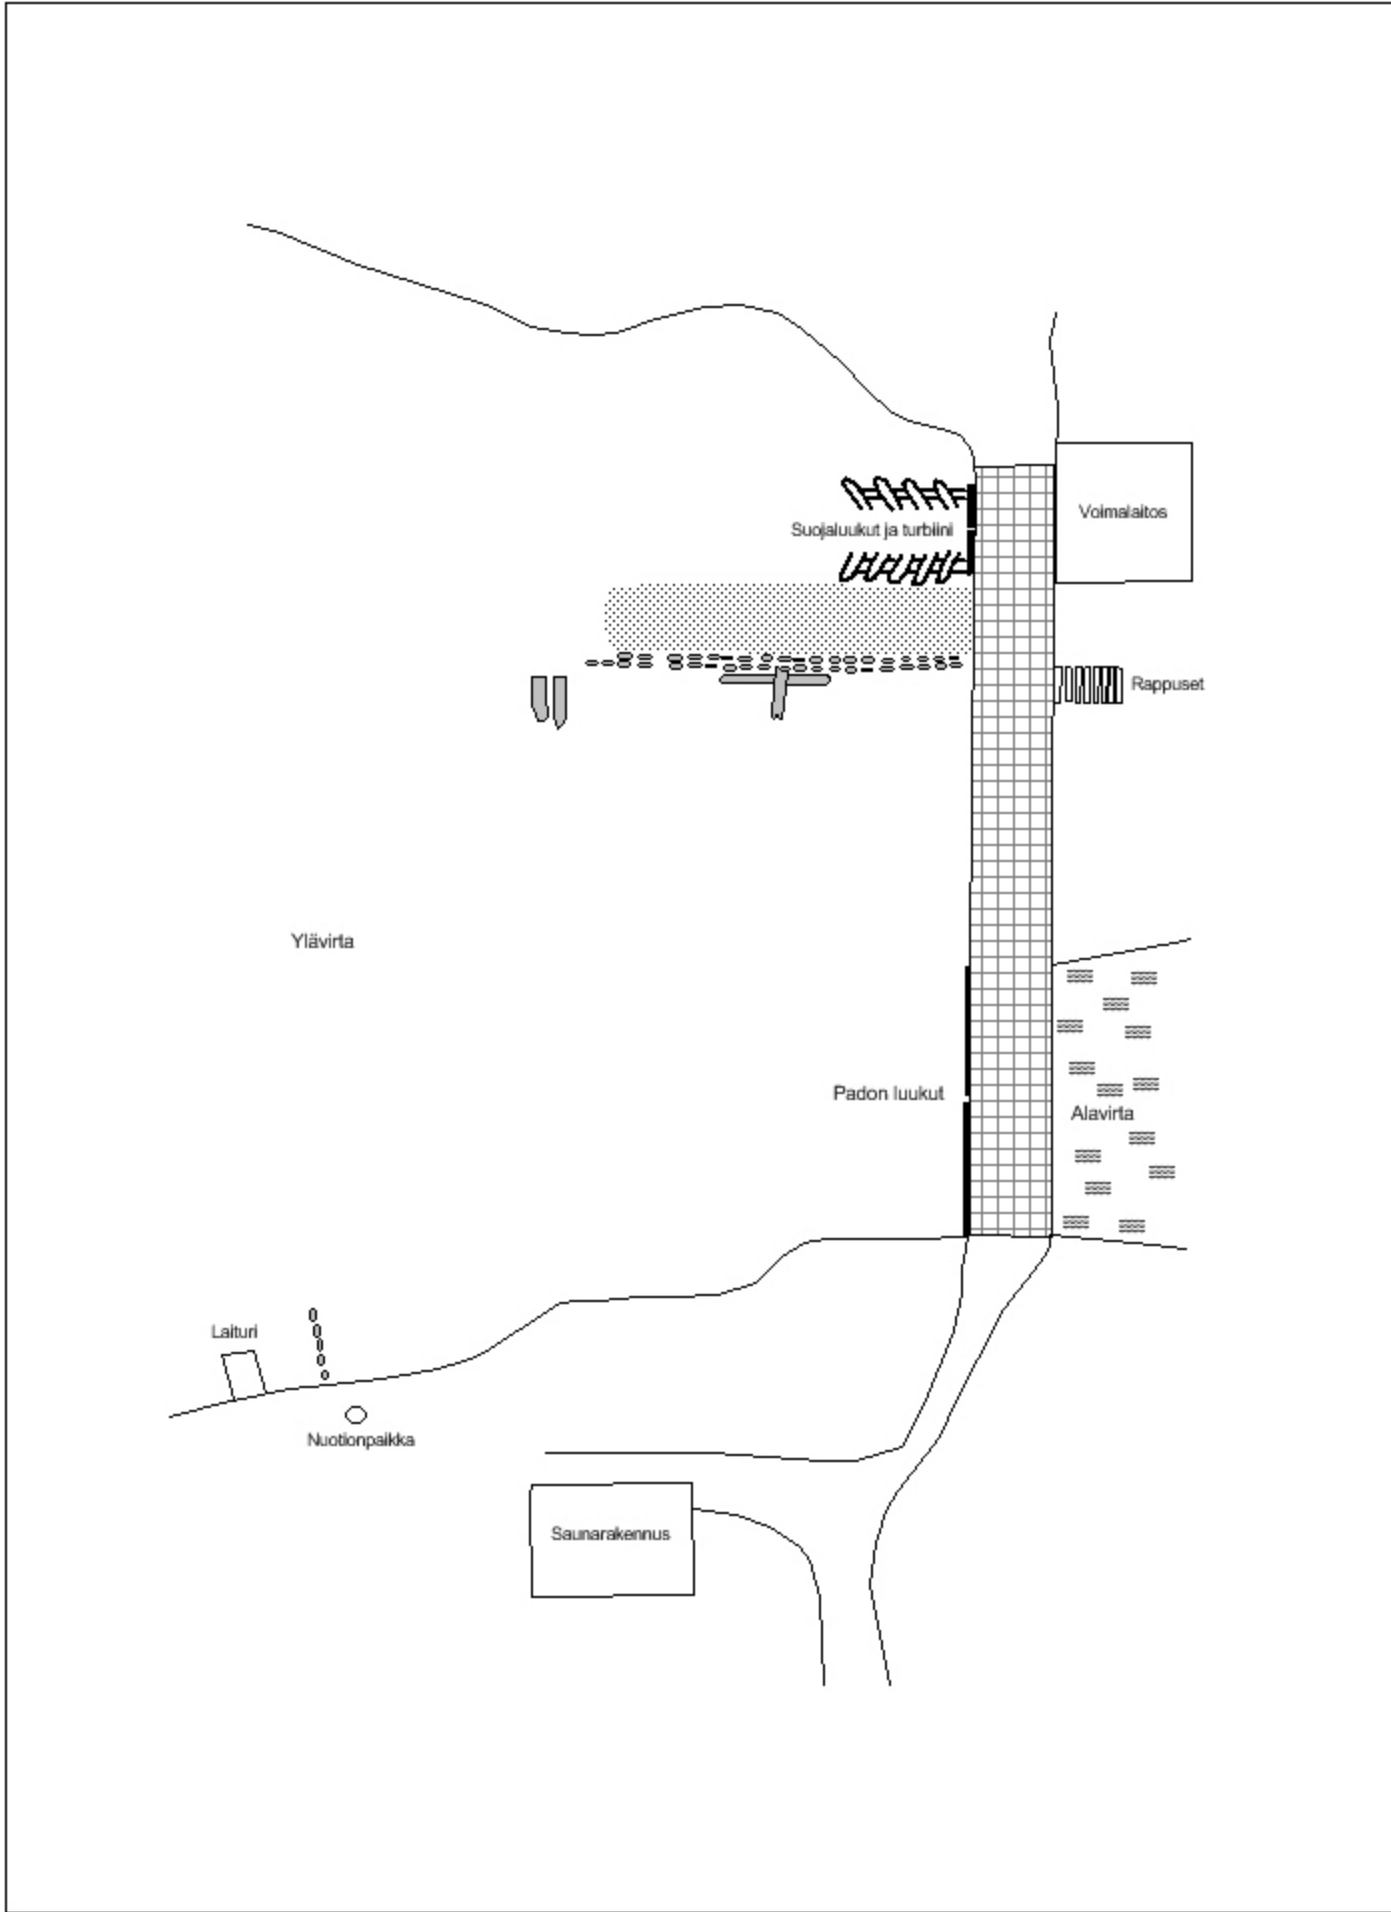 Voimalaitos
Suojaluukut ja turbiini
Rappuset
Ylävirta
Padon luukut
Alavirta
Laituri
Nuotionpaikka
Saunarakennus